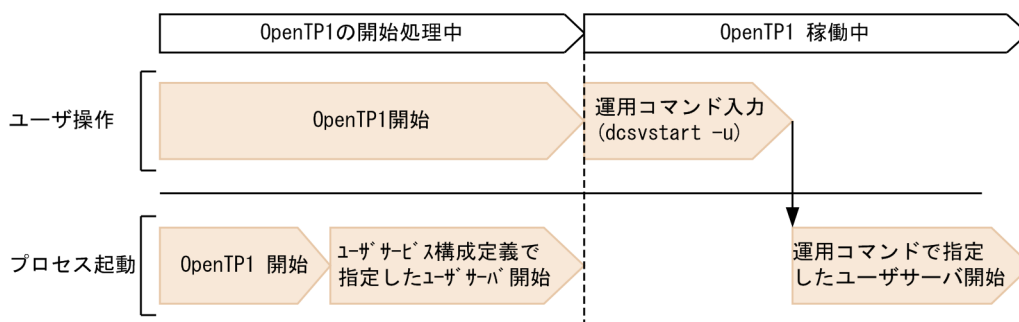 OpenTP1の開始処理中
OpenTP1 稼働中
ユーザ操作
OpenTP1開始
運用コマンド入力
(dcsvstart -u)
プロセス起動
OpenTP1 開始
ﾕｰｻﾞｻｰﾋﾞｽ構成定義で
指定したﾕｰｻﾞｻｰﾊﾞ開始
運用コマンドで指定
したユーザサーバ開始